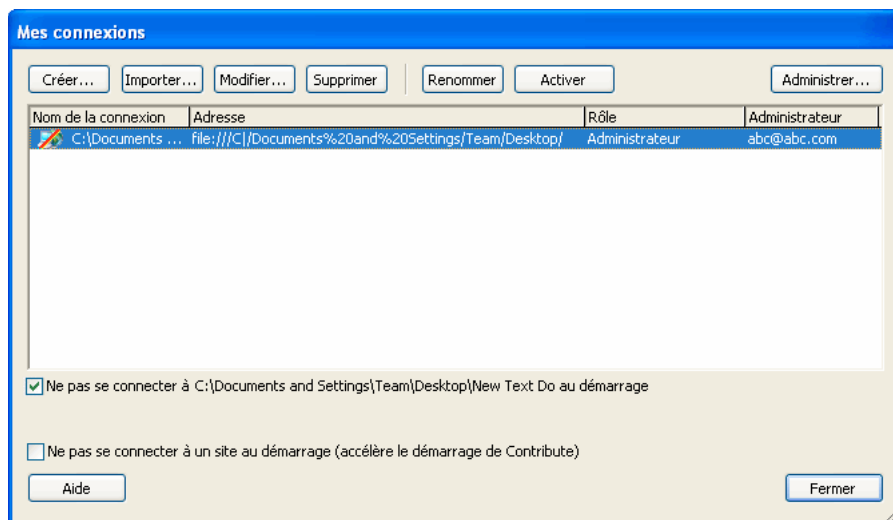 Mes connexions
Créer... Importer... Modifier... Supprimer Renommer Activer Administrer...
Nom de la connexion Adresse Rôle Administrateur
C:\Documents ... file:///C|/Documents%20and%20Settings/Team/Desktop/ Administrateur abc@abc.com
Ne pas se connecter à C:\Documents and Settings\Team\Desktop\New Text Do au démarrage
Ne pas se connecter à un site au démarrage (accélère le démarrage de Contribute)
Aide Fermer